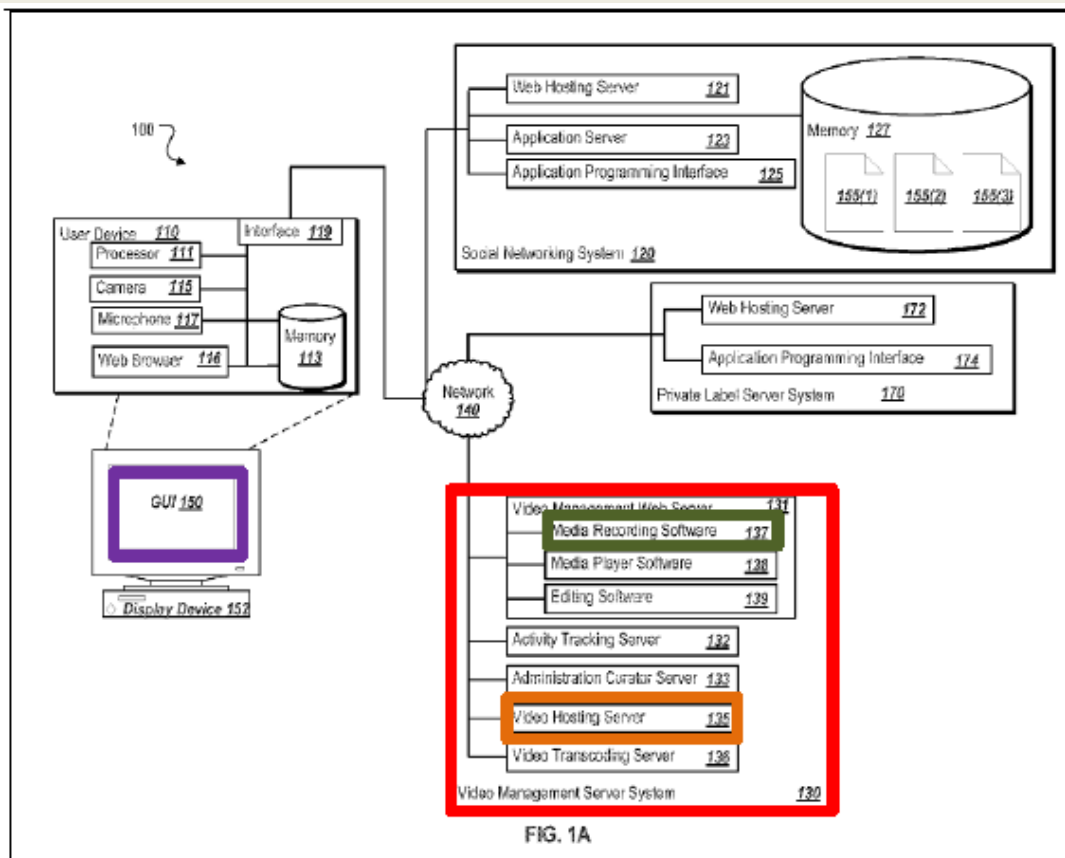 100
Web Hosting Server 121
Application Server 123
Application Programming Interface 125
Memory 127
155(1) 155(2) 155(3)
Social Networking System 120
User Device 110
Interface 119
Processor 111
Camera 115
Microphone 117
Web Browser 116
Memory
113
Web Hosting Server 172
Application Programming Interface 174
Private Label Server System 170
Network
140
GUI 150
Display Device 152
Video Management Web Server 131
Media Recording Software 137
Media Player Software 138
Editing Software 139
Activity Tracking Server 132
Administration Curator Server 133
Video Hosting Server 135
Video Transcoding Server 136
Video Management Server System 130
FIG. 1A